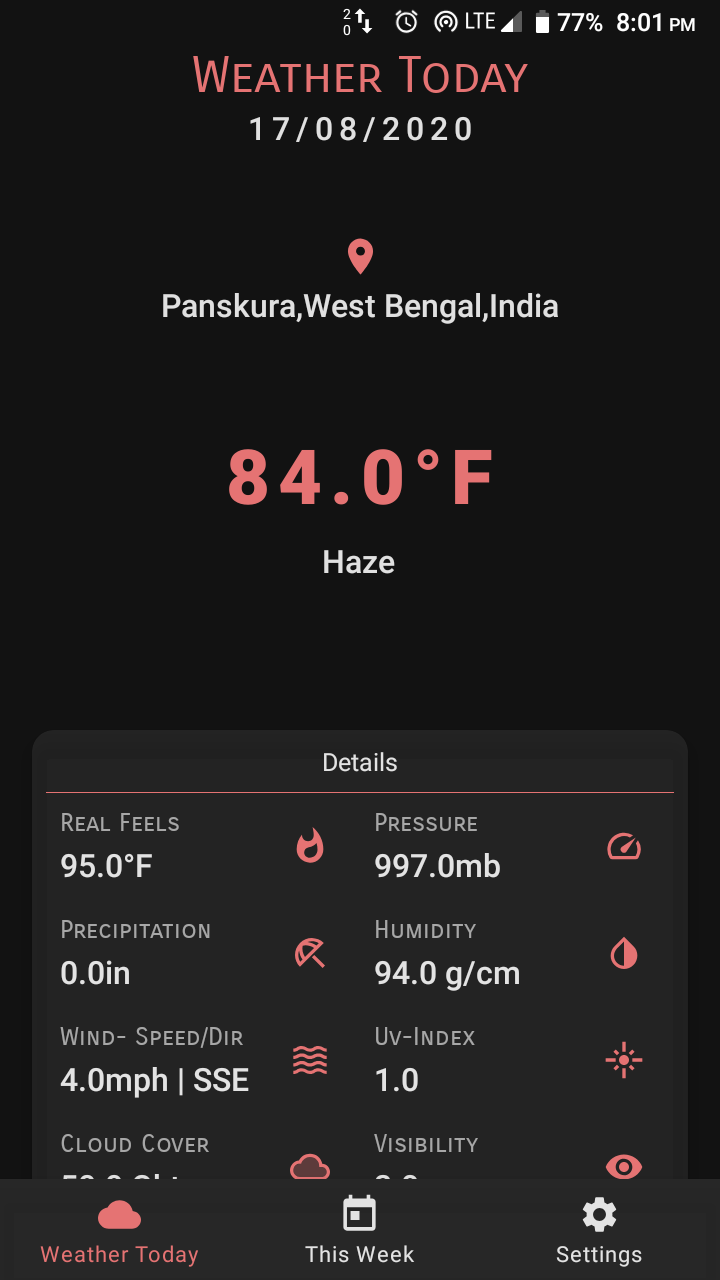 2
0
LTE 77% 8:01 PM
Weather Today
17/08/2020
Panskura,West Bengal,India
84.0°F
Haze
Details
Real Feels
95.0°F
Pressure
997.0mb
Precipitation
0.0in
Humidity
94.0 g/cm
Wind- Speed/Dir
4.0mph | SSE
Uv-Index
1.0
Cloud Cover
Visibility
Weather Today
This Week
Settings